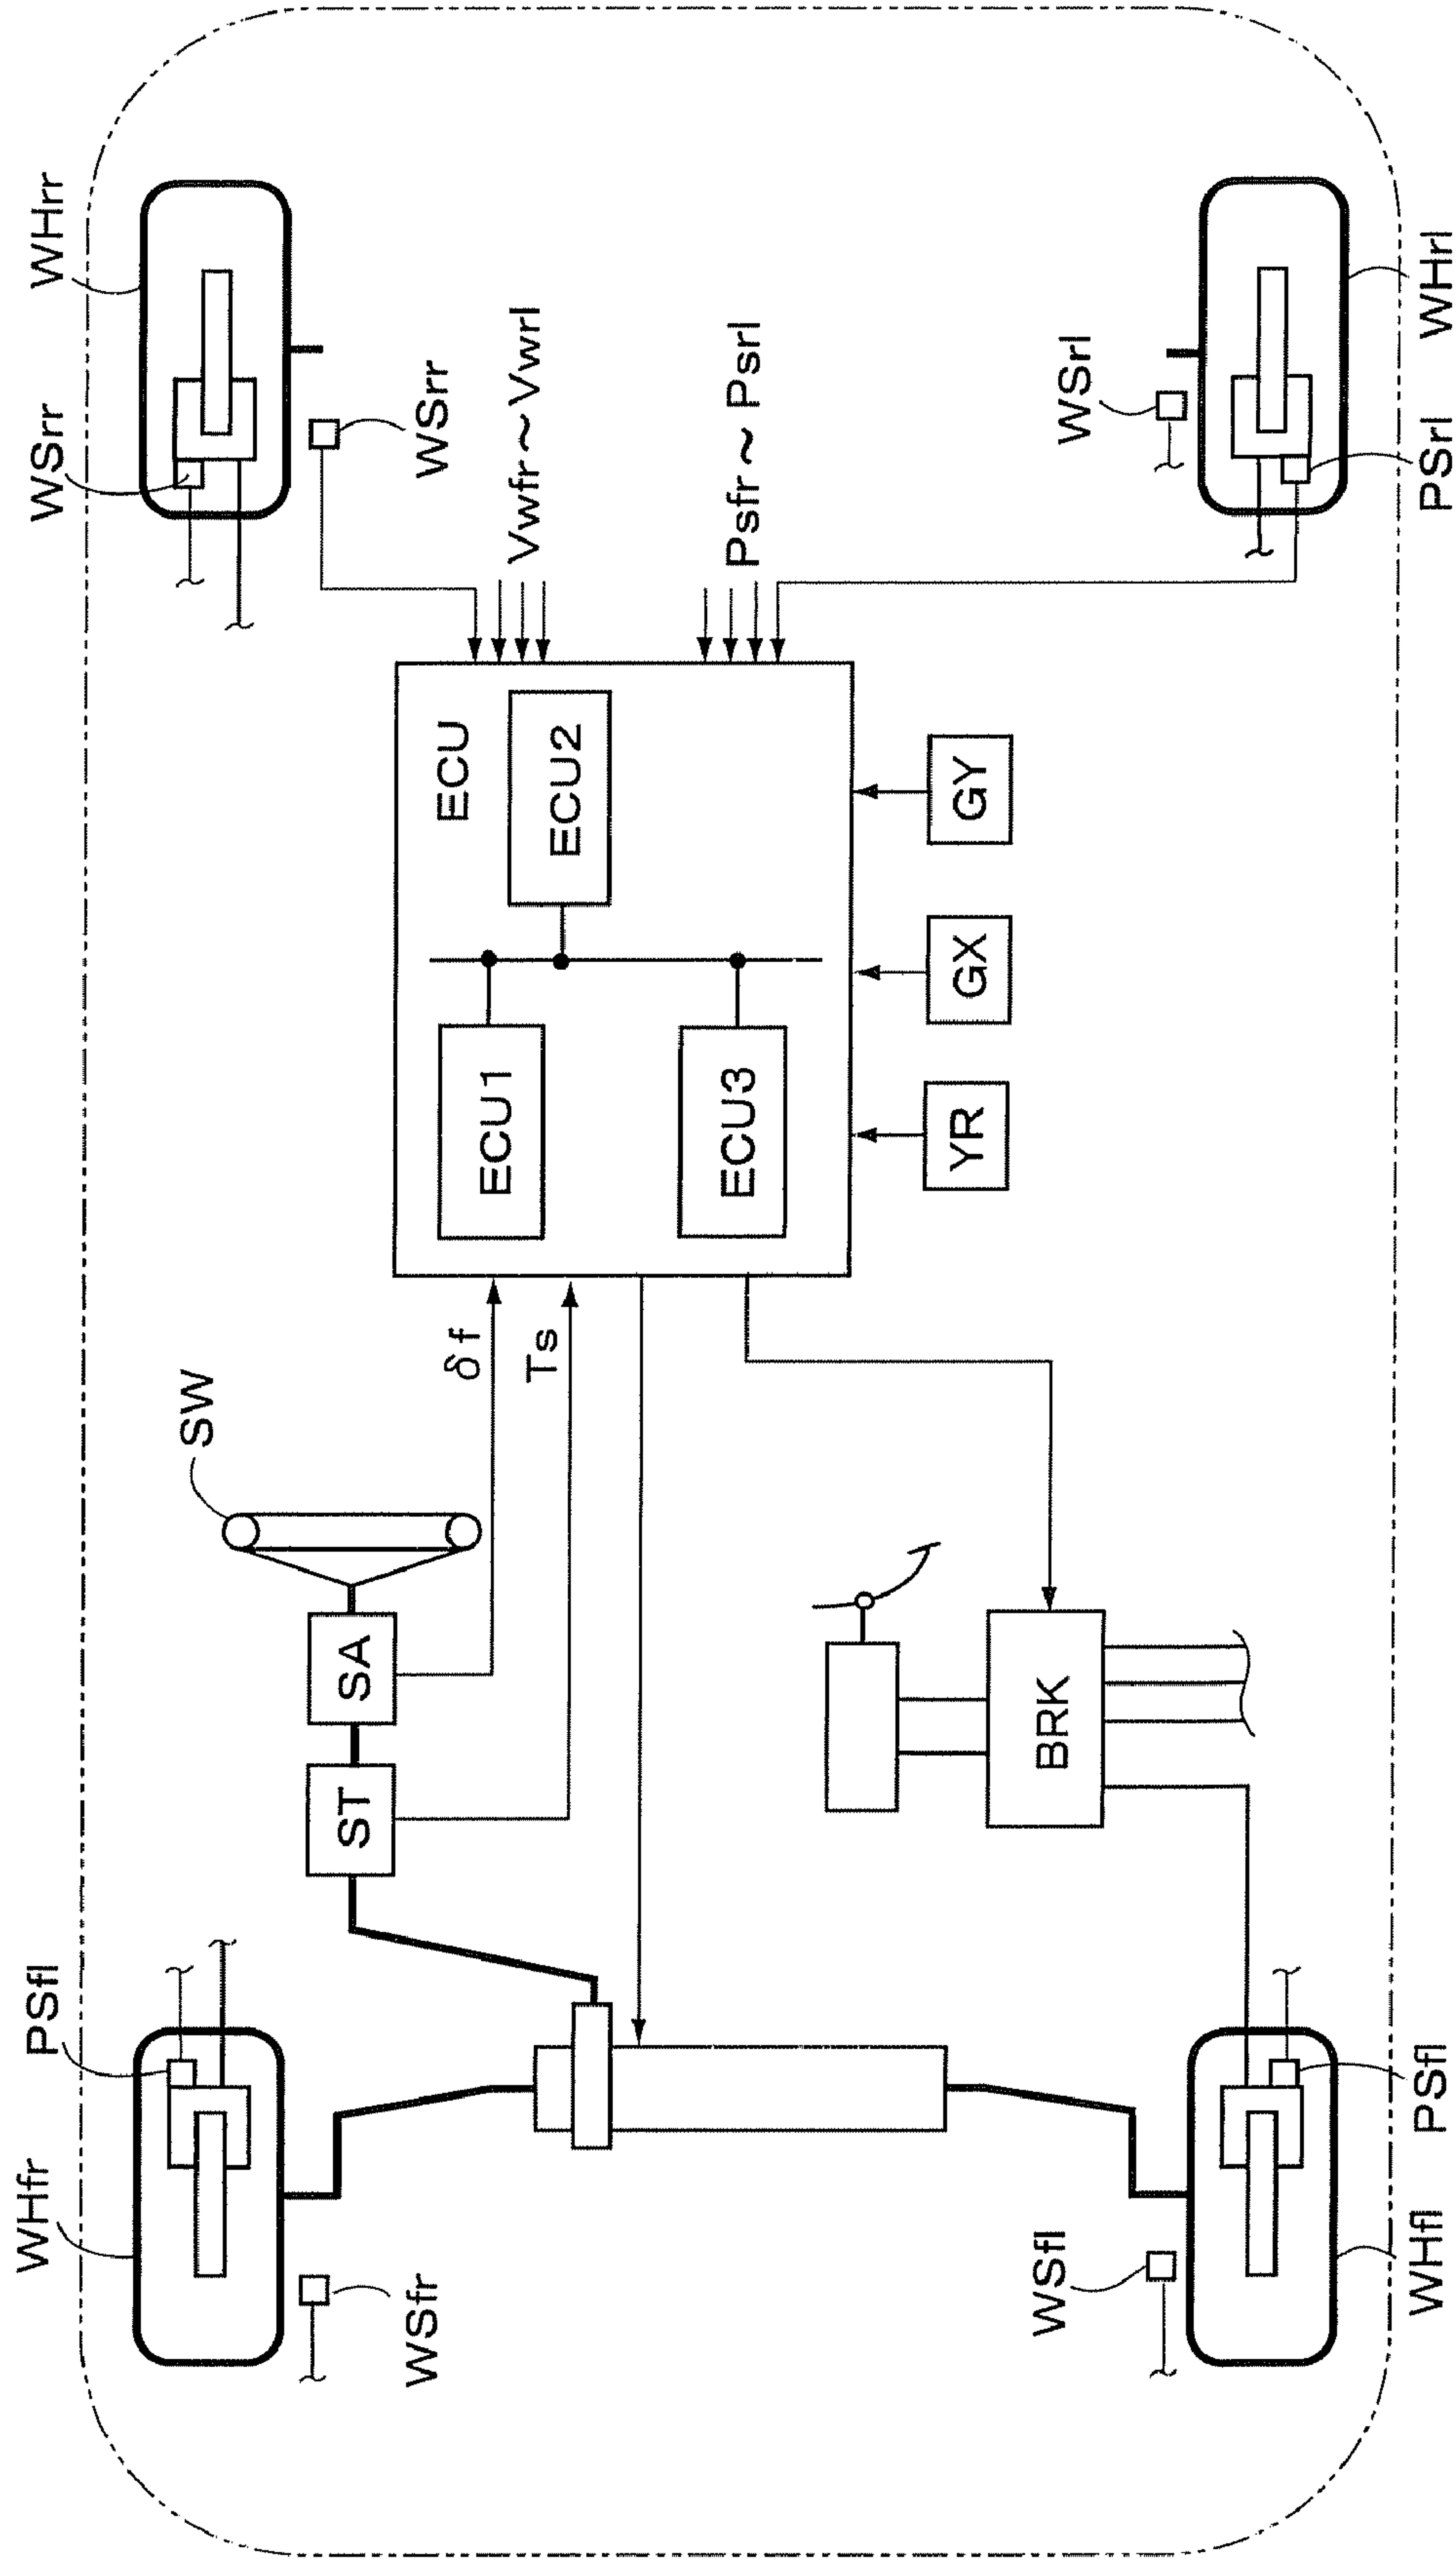 WHrr
WSrr
WSrr
Vwfr~Vwrl
Psfr~Psrl
WSrl
WHrl
PSrl
ECU
ECU2
ECU1
ECU3
GY
GX
YR
δf
Ts
SW
SA
ST
BRK
PSfl
WHfr
WSfr
WSfl
PSfl
WHfl